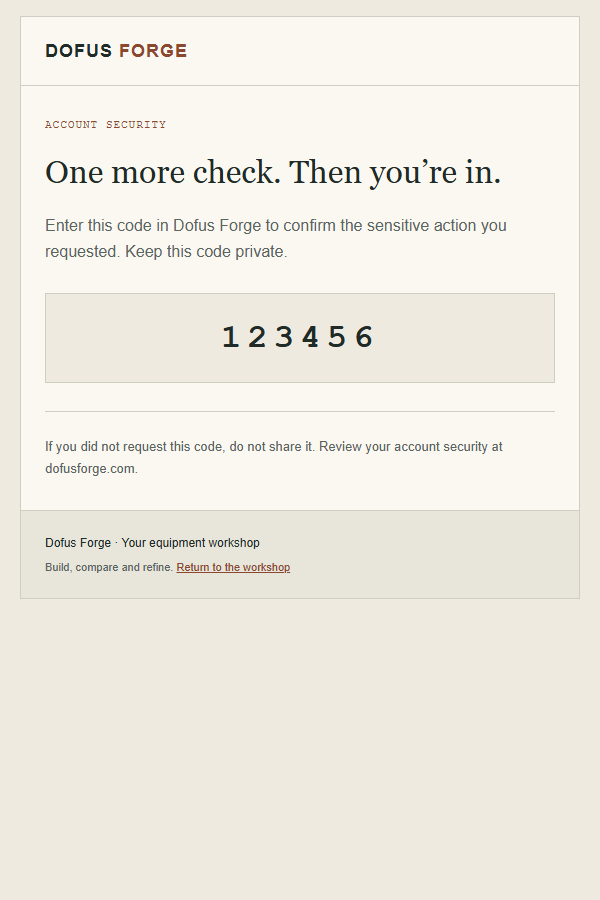 DOFUS FORGE
ACCOUNT SECURITY
One more check. Then you’re in.
Enter this code in Dofus Forge to confirm the sensitive action you
requested. Keep this code private.
123456
If you did not request this code, do not share it. Review your account security at
dofusforge.com.
Dofus Forge · Your equipment workshop
Build, compare and refine. Return to the workshop